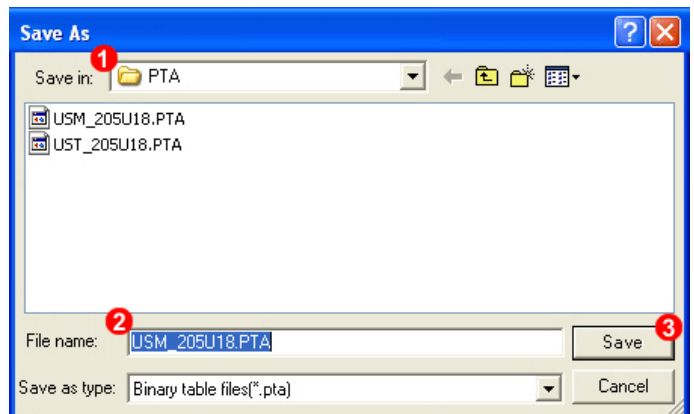 Save As
1
Save in: PTA
USM_205U18.PTA
UST_205U18.PTA
2
3
File name: USM_205U18.PTA Save
Save as type: Binary table files(*.pta) Cancel